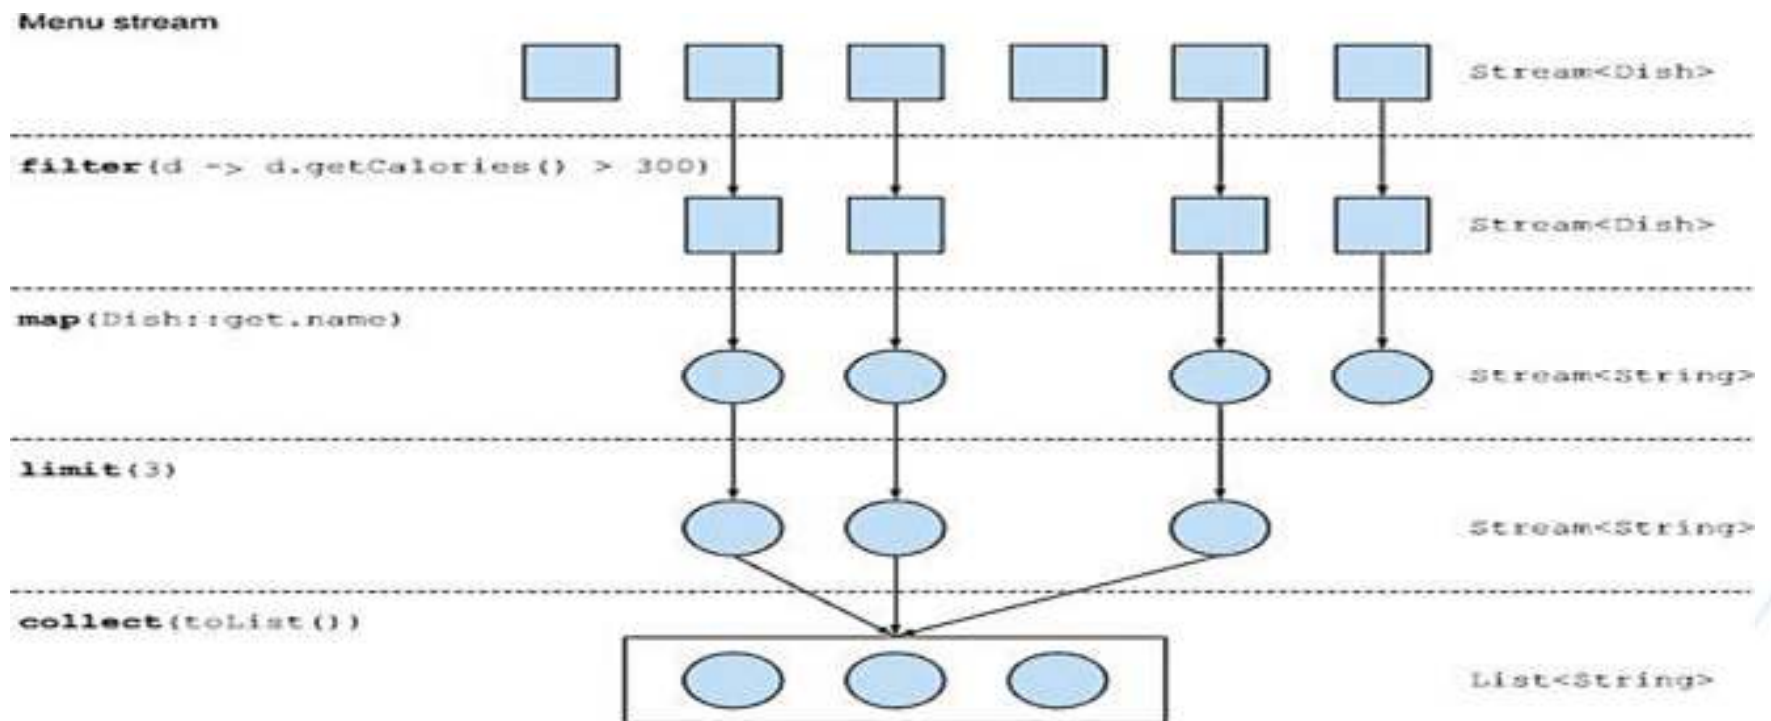 Menu stream
Stream<Dish>
filter(d -> d.getCalories() > 300)
Stream<Dish>
map(Dish::get.name)
Stream<String>
limit(3)
Stream<String>
collect(toList())
List<String>